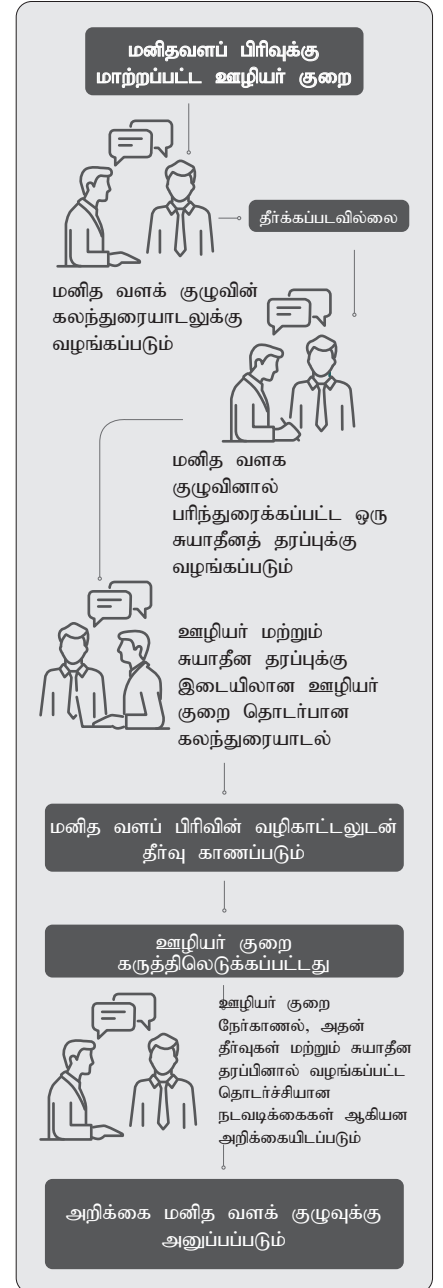 மனிதவளப் பிரிவுக்கு
மாற்றப்பட்ட ஊழியர் குறை
தீர்க்கப்படவில்லை
மனித வளக் குழுவின்
கலந்துரையாடலுக்கு
வழங்கப்படும்
மனித வளக
குழுவினால்
பரிந்துரைக்கப்பட்ட ஒரு
சுயாதீனத் தரப்புக்கு
வழங்கப்படும்
ஊழியர் மற்றும்
சுயாதீன தரப்புக்கு
இடையிலான ஊழியர்
குறை தொடர்பான
கலந்துரையாடல்
மனித வளப் பிரிவின் வழிகாட்டலுடன்
தீர்வு காணப்படும்
ஊழியர் குறை
கருத்திலெடுக்கப்பட்டது
ஊழியர் குறை
நேர்காணல், அதன்
தீர்வுகள் மற்றும் சுயாதீன
தரப்பினால் வழங்கப்பட்ட
தொடர்ச்சியான
நடவடிக்கைகள் ஆகியன
அறிக்கையிடப்படும்
அறிக்கை மனித வளக் குழுவுக்கு
அனுப்பப்படும்